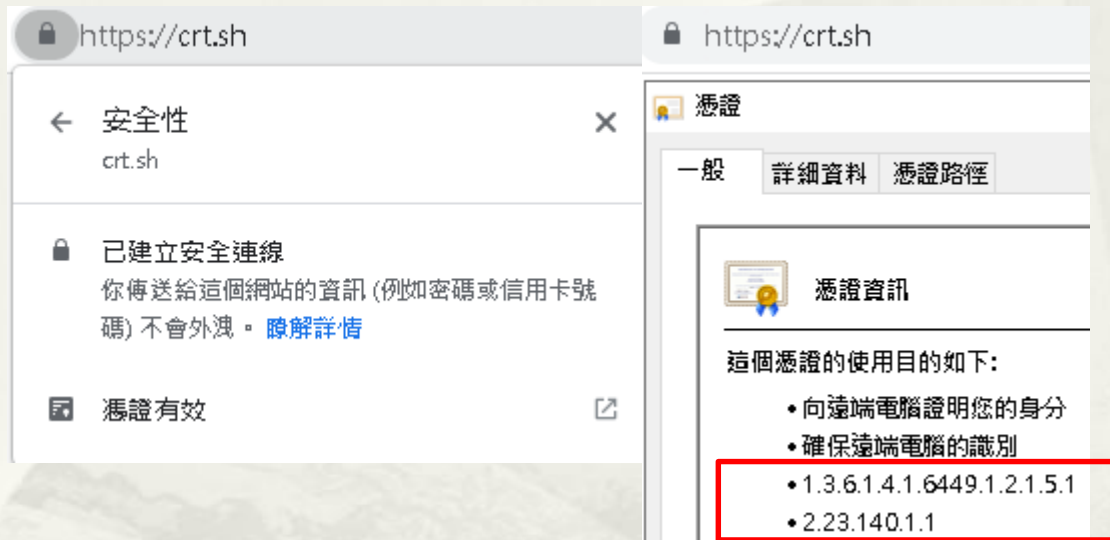 https://crt.sh
安全性
crt.sh
已建立安全連線
你傳送給這個網站的資訊 (例如密碼或信用卡號
碼) 不會外洩。 瞭解詳情
憑證有效
https://crt.sh
憑證
一般 詳細資料 憑證路徑
憑證資訊
這個憑證的使用目的如下:
•向遠端電腦證明您的身分
•確保遠端電腦的識別
•1.3.6.1.4.1.6449.1.2.1.5.1
•2.23.140.1.1